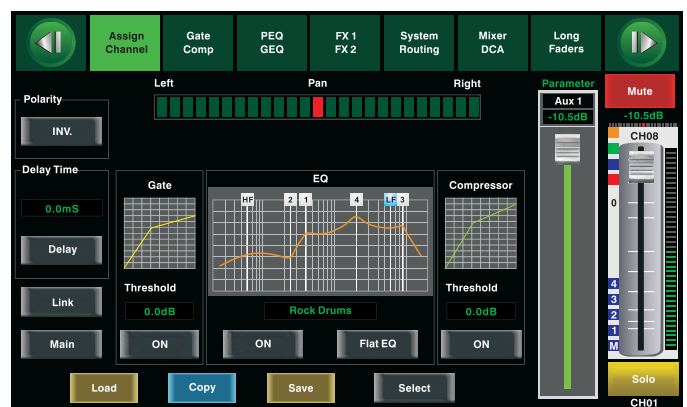 Assign Channel
Gate Comp
PEQ GEQ
FX 1 FX 2
System Routing
Mixer DCA
Long Faders
Left
Pan
Right
Parameter
Mute
Polarity
Aux 1
INV.
-10.5dB
-10.5dB
CH08
Delay Time
Gate
EQ
Compressor
HF
2
1
4
LF
3
0
0.0mS
Delay
Threshold
Threshold
4
Link
0.0dB
Rock Drums
0.0dB
3
2
1
Main
ON
ON
Flat EQ
ON
M
Load
Copy
Save
Select
Solo
CH01